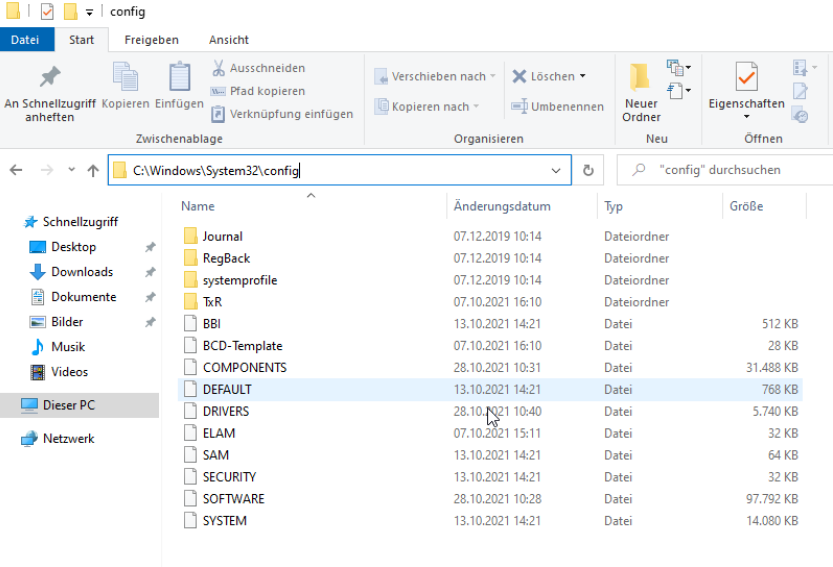 config
Datei Start Freigeben Ansicht
An Schnellzugriff anheften
Kopieren
Einfügen
Ausschneiden
Pfad kopieren
Verknüpfung einfügen
Zwischenablage
Verschieben nach
Kopieren nach
Löschen
Umbenennen
Organisieren
Neuer Ordner
Neu
Eigenschaften
Öffnen
C:\Windows\System32\config
"config" durchsuchen
Schnellzugriff
Desktop
Downloads
Dokumente
Bilder
Musik
Videos
Dieser PC
Netzwerk
Name Änderungsdatum Typ Größe
Journal 07.12.2019 10:14 Dateiordner
RegBack 07.12.2019 10:14 Dateiordner
systemprofile 07.12.2019 10:14 Dateiordner
TxR 07.10.2021 16:10 Dateiordner
BBI 13.10.2021 14:21 Datei 512 KB
BCD-Template 07.10.2021 16:10 Datei 28 KB
COMPONENTS 28.10.2021 10:31 Datei 31.488 KB
DEFAULT 13.10.2021 14:21 Datei 768 KB
DRIVERS 28.10.2021 10:40 Datei 5.740 KB
ELAM 07.10.2021 15:11 Datei 32 KB
SAM 13.10.2021 14:21 Datei 64 KB
SECURITY 13.10.2021 14:21 Datei 32 KB
SOFTWARE 28.10.2021 10:28 Datei 97.792 KB
SYSTEM 13.10.2021 14:21 Datei 14.080 KB